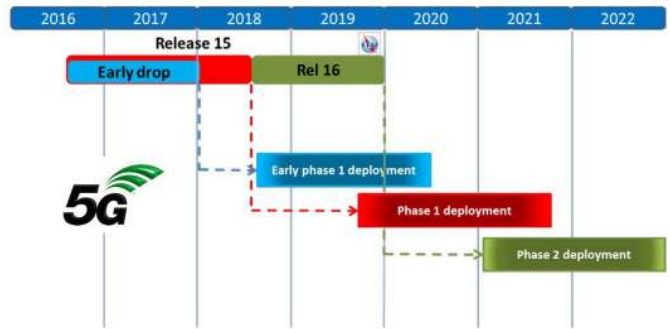 2016 2017 2018 2019 2020 2021 2022
Release 15
Early drop
Rel 16
Early phase 1 deployment
5G
Phase 1 deployment
Phase 2 deployment